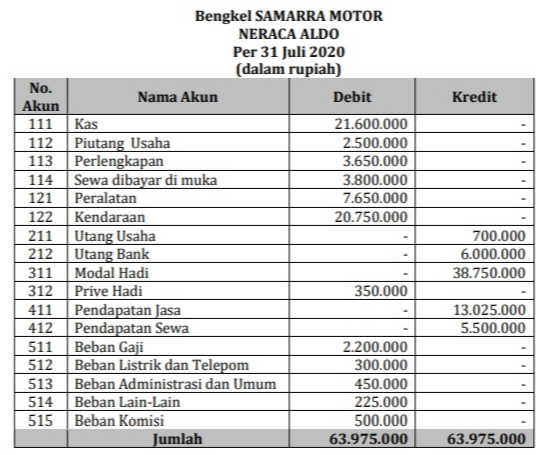 Bengkel SAMARRA MOTOR
NERACA ALDO
Per 31 Juli 2020
(dalam rupiah)
No. Akun Nama Akun Debit Kredit
111 Kas 21.600.000 -
112 Piutang Usaha 2.500.000 -
113 Perlengkapan 3.650.000 -
114 Sewa dibayar di muka 3.800.000 -
121 Peralatan 7.650.000 -
122 Kendaraan 20.750.000 -
211 Utang Usaha - 700.000
212 Utang Bank - 6.000.000
311 Modal Hadi - 38.750.000
312 Prive Hadi 350.000 -
411 Pendapatan Jasa - 13.025.000
412 Pendapatan Sewa - 5.500.000
511 Beban Gaji 2.200.000 -
512 Beban Listrik dan Telepom 300.000 -
513 Beban Administrasi dan Umum 450.000 -
514 Beban Lain-Lain 225.000 -
515 Beban Komisi 500.000 -
Jumlah 63.975.000 63.975.000